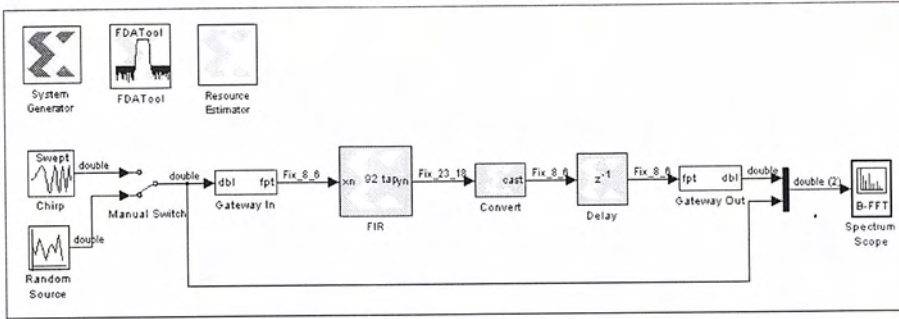 FDATool
System
Generator
FDATool
Resource
Estimator
Swept
double
Chirp
Manual Switch
double
dbl fpt
Gateway In
Fix_8_6
xn 92 tap yn
FIR
Fix_23_18
cast
Convert
Fix_8_6
z-1
Delay
Fix_8_6
fpt dbl
Gateway Out
double
double (2)
B-FFT
Spectrum
Scope
double
Random
Source